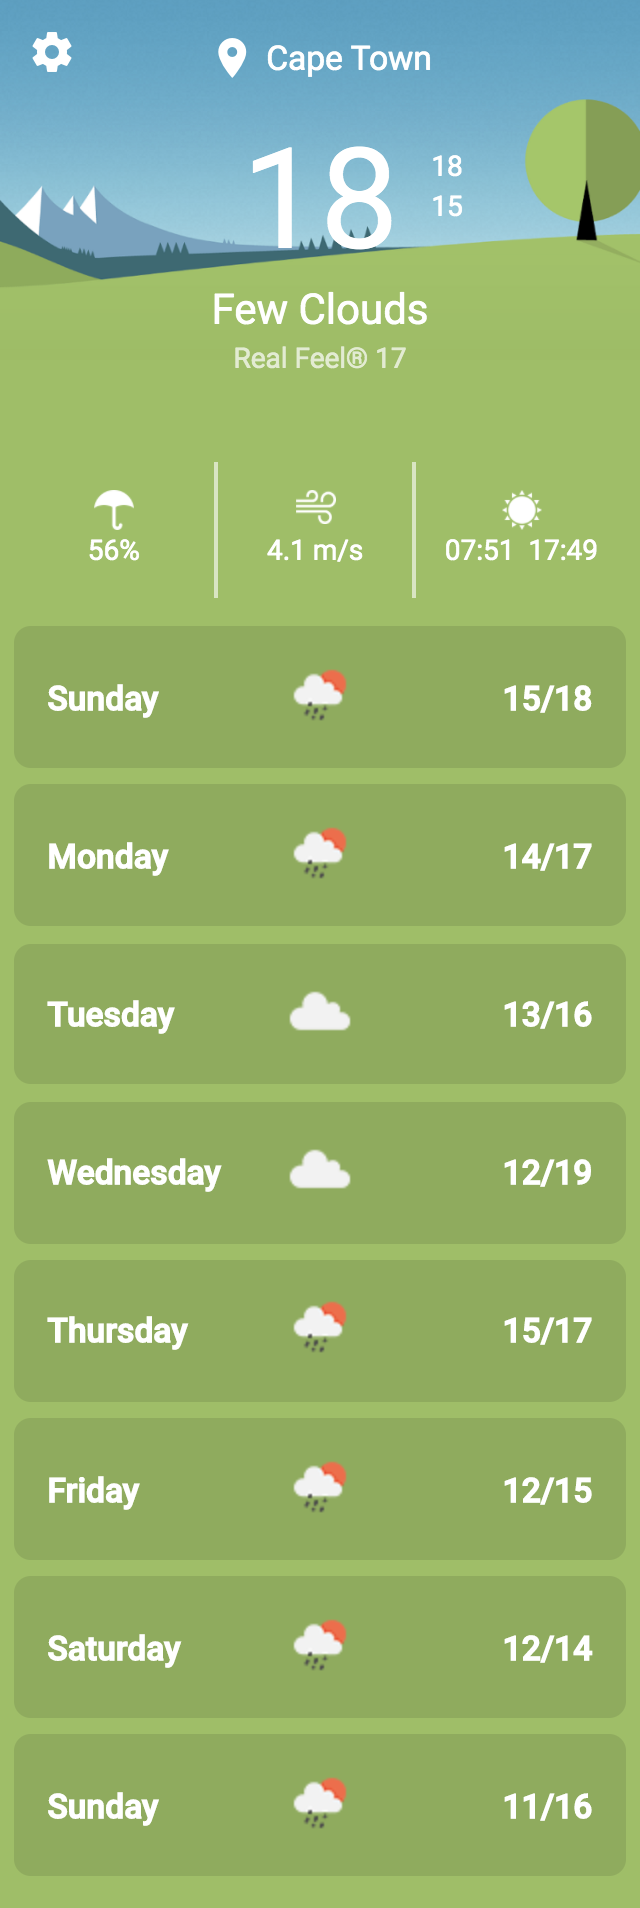 Cape Town
18
18
15
Few Clouds
Real Feel® 17
56%
4.1 m/s
07:51 17:49
Sunday 15/18
Monday 14/17
Tuesday 13/16
Wednesday 12/19
Thursday 15/17
Friday 12/15
Saturday 12/14
Sunday 11/16